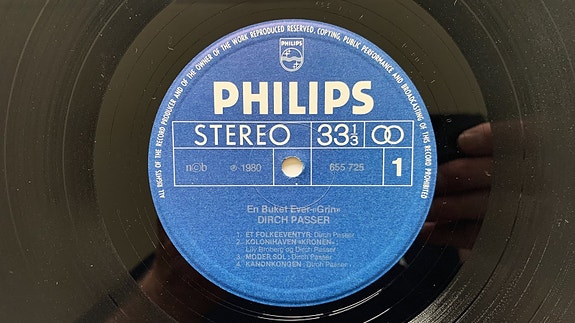 ALL RIGHTS OF THE RECORD PRODUCER AND OF THE OWNER OF THE WORK REPRODUCED RESERVED. COPYING, PUBLIC PERFORMANCE AND BROADCASTING OF THIS RECORD PROHIBITED
PHILIPS
PHILIPS
STEREO 33 1/3
n©b ℗ 1980 655 725 1
En Buket Ever-«Grin»
DIRCH PASSER
1. ET FOLKEEVENTYR: Dirch Passer
2. KOLONIHAVEN «KRONEN» :
Lily Broberg og Dirch Passer
3. MODER SOL : Dirch Passer
4. KANONKONGEN : Dirch Passer